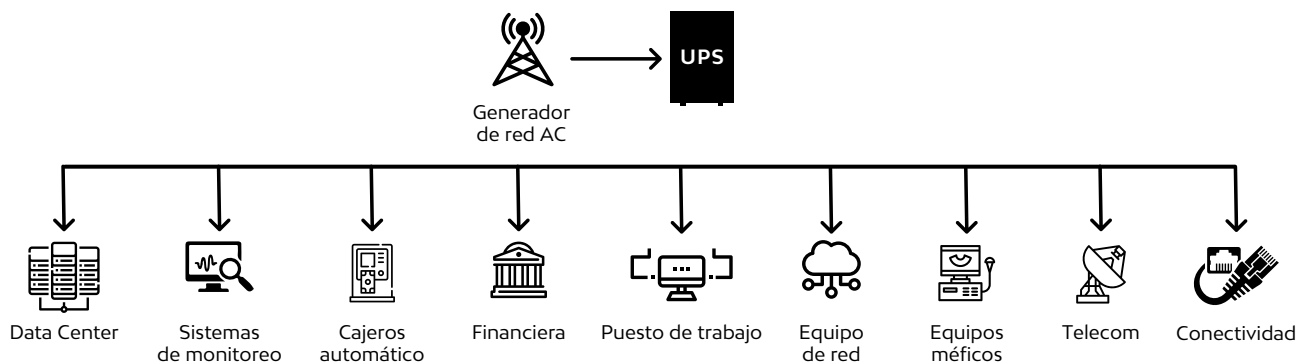 UPS
Generador
de red AC
Data Center
Sistemas
de monitoreo
Cajeros
automático
Financiera
Puesto de trabajo
Equipo
de red
Equipos
méficos
Telecom
Conectividad